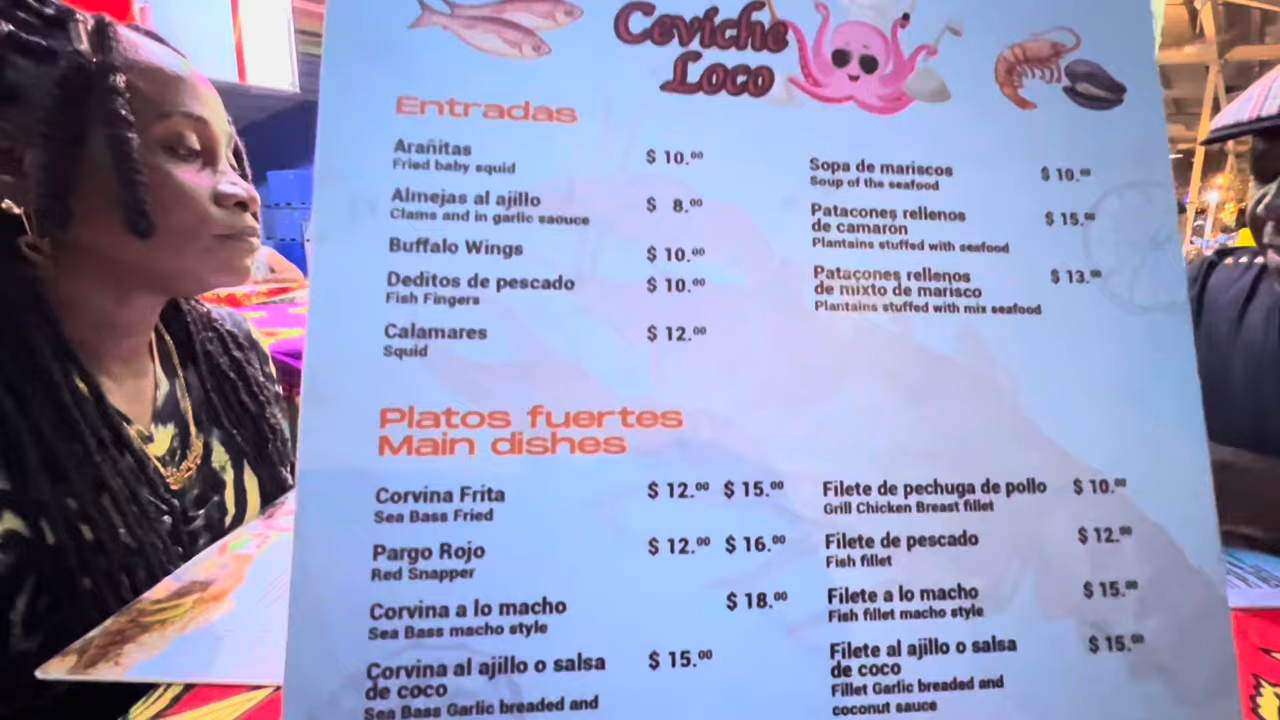 Ceviche
Loco
Entradas
Arañitas $ 10.00
Fried baby squid
Almejas al ajillo $ 8.00
Clams and in garlic saouce
Buffalo Wings $ 10.00
Deditos de pescado $ 10.00
Fish Fingers
Calamares $ 12.00
Squid
Sopa de mariscos $ 10.00
Soup of the seafood
Patacones rellenos $ 15.00
de camarón
Plantains stuffed with seafood
Patacones rellenos $ 13.00
de mixto de marisco
Plantains stuffed with mix seafood
Platos fuertes
Main dishes
Corvina Frita $ 12.00 $ 15.00
Sea Bass Fried
Pargo Rojo $ 12.00 $ 16.00
Red Snapper
Corvina a lo macho $ 18.00
Sea Bass macho style
Corvina al ajillo o salsa $ 15.00
de coco
Sea Bass Garlic breaded and
Filete de pechuga de pollo $ 10.00
Grill Chicken Breast fillet
Filete de pescado $ 12.00
Fish fillet
Filete a lo macho $ 15.00
Fish fillet macho style
Filete al ajillo o salsa $ 15.00
de coco
Fillet Garlic breaded and
coconut sauce